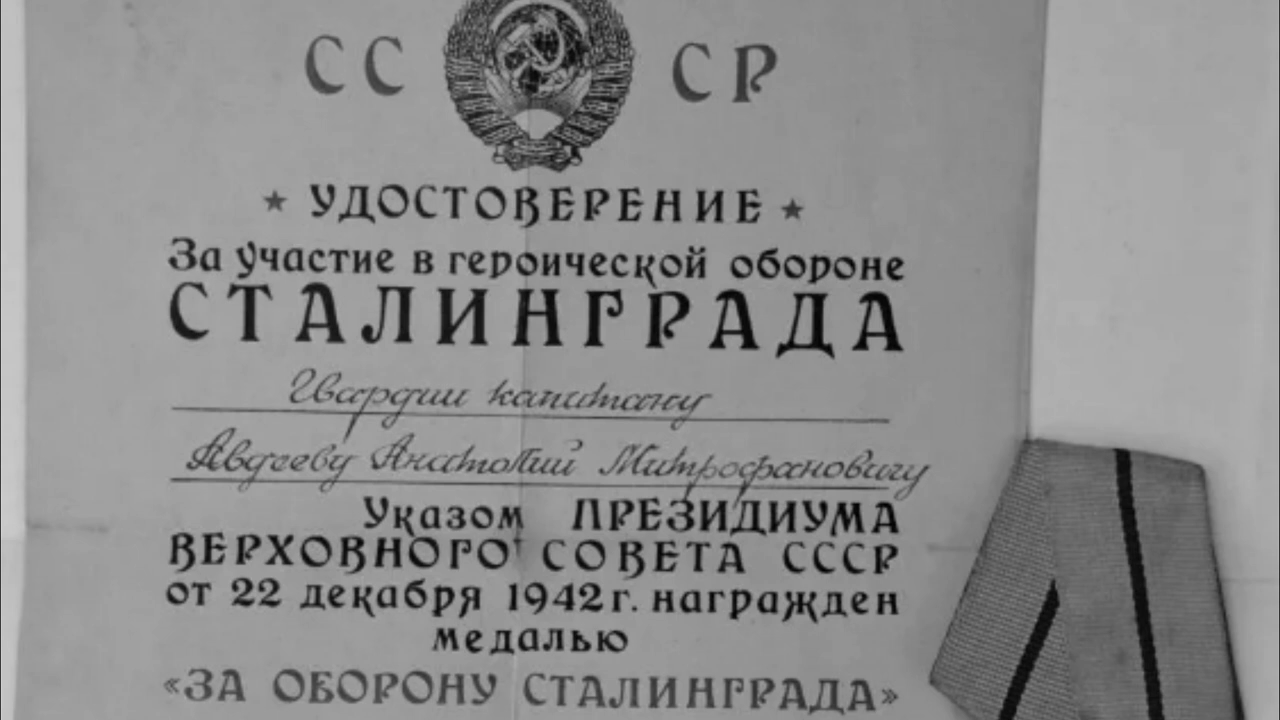 СС СР
★ УДОСТОВЕРЕНИЕ ★
За участие в героической обороне
СТАЛИНГРАДА
Гвардии капитану
Авдееву Анатолий Митрофановичу
Указом ПРЕЗИДИУМА
ВЕРХОВНОГО СОВЕТА СССР
от 22 декабря 1942 г. награжден
медалью
«ЗА ОБОРОНУ СТАЛИНГРАДА»